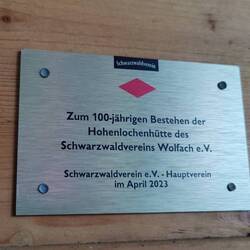 Schwarzwaldverein
Zum 100-jährigen Bestehen der
Hohenlochenhütte des
Schwarzwaldvereins Wolfach e.V.
Schwarzwaldverein e.V. - Hauptverein
im April 2023